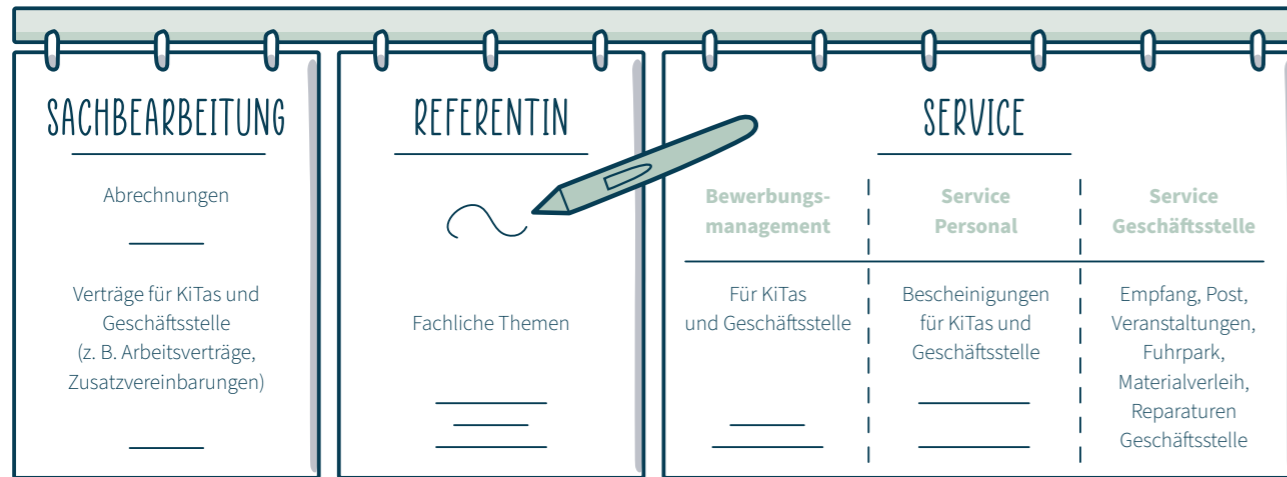 SACHBEARBEITUNG
Abrechnungen
Verträge für KiTas und
Geschäftsstelle
(z. B. Arbeitsverträge,
Zusatzvereinbarungen)
REFERENTIN
Fachliche Themen
SERVICE
Bewerbungs-
management
Für KiTas
und Geschäftsstelle
Service
Personal
Bescheinigungen
für KiTas und
Geschäftsstelle
Service
Geschäftsstelle
Empfang, Post,
Veranstaltungen,
Fuhrpark,
Materialverleih,
Reparaturen
Geschäftsstelle